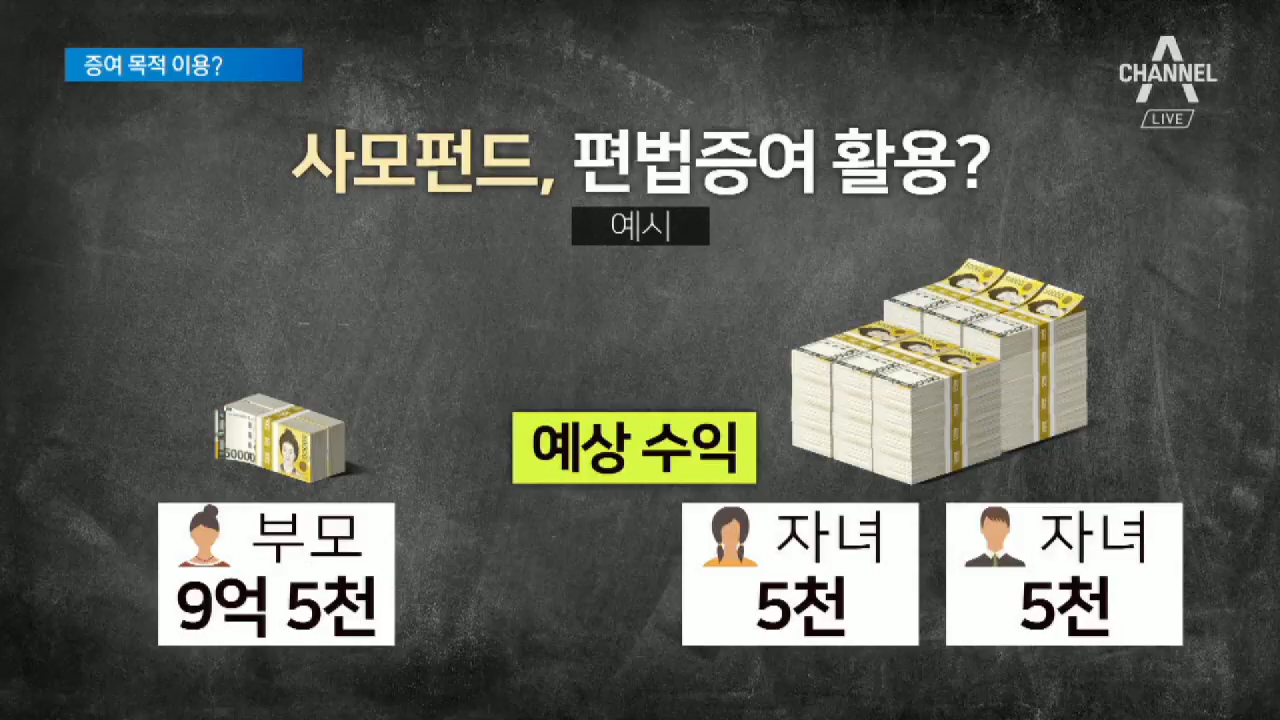 증여 목적 이용?
CHANNEL A
LIVE
사모펀드, 편법증여 활용?
예시
50000
예상 수익
부모
9억 5천
자녀
5천
자녀
5천